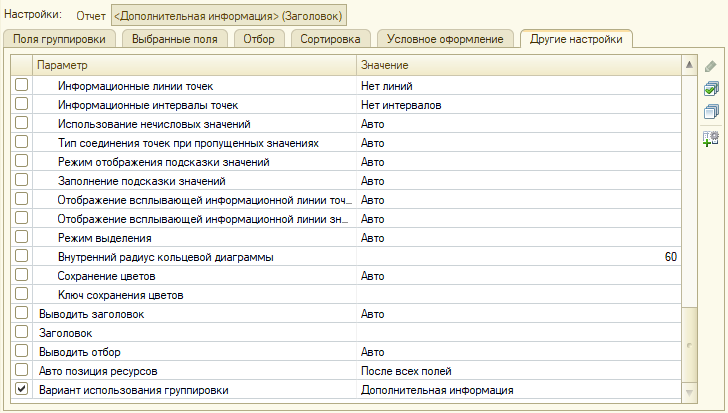 Настройки: Отчет <Дополнительная информация> (Заголовок)
Поля группировки Выбранные поля Отбор Сортировка Условное оформление Другие настройки
Параметр Значение
Информационные линии точек Нет линий
Информационные интервалы точек Нет интервалов
Использование нечисловых значений Авто
Тип соединения точек при пропущенных значениях Авто
Режим отображения подсказки значений Авто
Заполнение подсказки значений Авто
Отображение всплывающей информационной линии точ... Авто
Отображение всплывающей информационной линии зн... Авто
Режим выделения Авто
Внутренний радиус кольцевой диаграммы 60
Сохранение цветов Авто
Ключ сохранения цветов
Выводить заголовок Авто
Заголовок
Выводить отбор Авто
Авто позиция ресурсов После всех полей
Вариант использования группировки Дополнительная информация